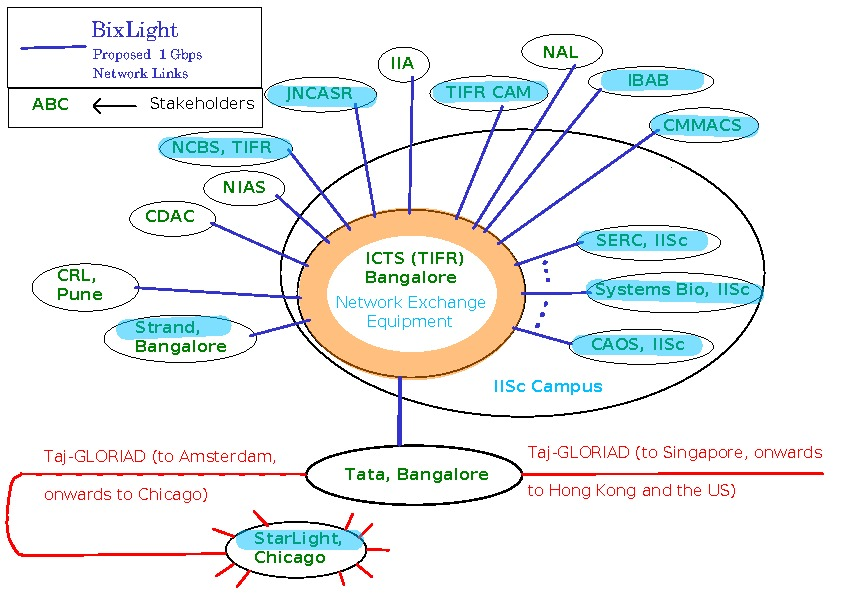 BixLight
Proposed 1 Gbps
Network Links
ABC
Stakeholders
IIA
NAL
JNCASR
TIFR CAM
IBAB
CMMACS
NCBS, TIFR
NIAS
CDAC
CRL,
Pune
Strand,
Bangalore
ICTS (TIFR)
Bangalore
Network Exchange
Equipment
SERC, IISc
Systems Bio, IISc
CAOS, IISc
IISc Campus
Taj-GLORIAD (to Amsterdam,
onwards to Chicago)
Tata, Bangalore
Taj-GLORIAD (to Singapore, onwards
to Hong Kong and the US)
StarLight,
Chicago